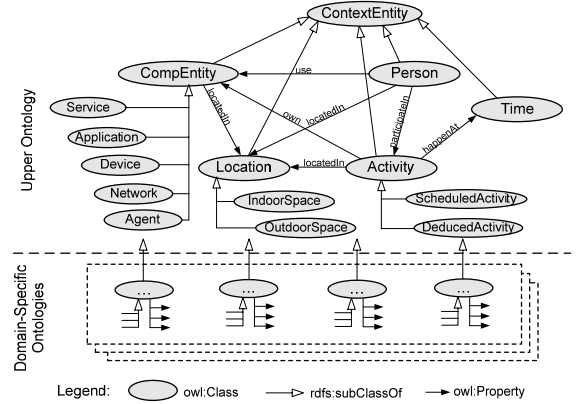 ContextEntity
CompEntity
use
Person
Time
Service
Application
Device
Network
Agent
locatedIn
own
locatedIn
participateIn
happenAt
Location
locatedIn
Activity
IndoorSpace
OutdoorSpace
ScheduledActivity
DeducedActivity
Upper Ontology
Domain-Specific
Ontologies
...
...
...
...
Legend:
owl:Class
rdfs:subClassOf
owl:Property